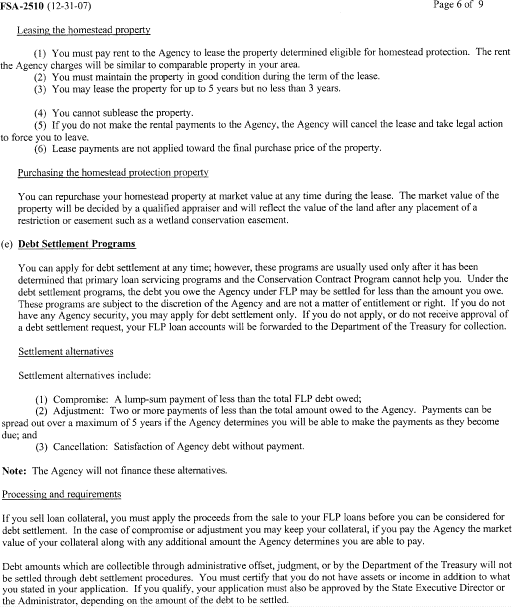 FSA-2510 (12-31-07) Page 6 of 9
Leasing the homestead property
(1) You must pay rent to the Agency to lease the property determined eligible for homestead protection. The rent
the Agency charges will be similar to comparable property in your area.
(2) You must maintain the property in good condition during the term of the lease.
(3) You may lease the property for up to 5 years but no less than 3 years.
(4) You cannot sublease the property.
(5) If you do not make the rental payments to the Agency, the Agency will cancel the lease and take legal action
to force you to leave.
(6) Lease payments are not applied toward the final purchase price of the property.
Purchasing the homestead protection property
You can repurchase your homestead property at market value at any time during the lease. The market value of the
property will be decided by a qualified appraiser and will reflect the value of the land after any placement of a
restriction or easement such as a wetland conservation easement.
(e) Debt Settlement Programs
You can apply for debt settlement at any time; however, these programs are usually used only after it has been
determined that primary loan servicing programs and the Conservation Contract Program cannot help you. Under the
debt settlement programs, the debt you owe the Agency under FLP may be settled for less than the amount you owe.
These programs are subject to the discretion of the Agency and are not a matter of entitlement or right. If you do not
have any Agency security, you may apply for debt settlement only. If you do not apply, or do not receive approval of
a debt settlement request, your FLP loan accounts will be forwarded to the Department of the Treasury for collection.
Settlement alternatives
Settlement alternatives include:
(1) Compromise: A lump-sum payment of less than the total FLP debt owed;
(2) Adjustment: Two or more payments of less than the total amount owed to the Agency. Payments can be
spread out over a maximum of 5 years if the Agency determines you will be able to make the payments as they become
due; and
(3) Cancellation: Satisfaction of Agency debt without payment.
Note: The Agency will not finance these alternatives.
Processing and requirements
If you sell loan collateral, you must apply the proceeds from the sale to your FLP loans before you can be considered for
debt settlement. In the case of compromise or adjustment you may keep your collateral, if you pay the Agency the market
value of your collateral along with any additional amount the Agency determines you are able to pay.
Debt amounts which are collectible through administrative offset, judgment, or by the Department of the Treasury will not
be settled through debt settlement procedures. You must certify that you do not have assets or income in addition to what
you stated in your application. If you qualify, your application must also be approved by the State Executive Director or
the Administrator, depending on the amount of the debt to be settled.